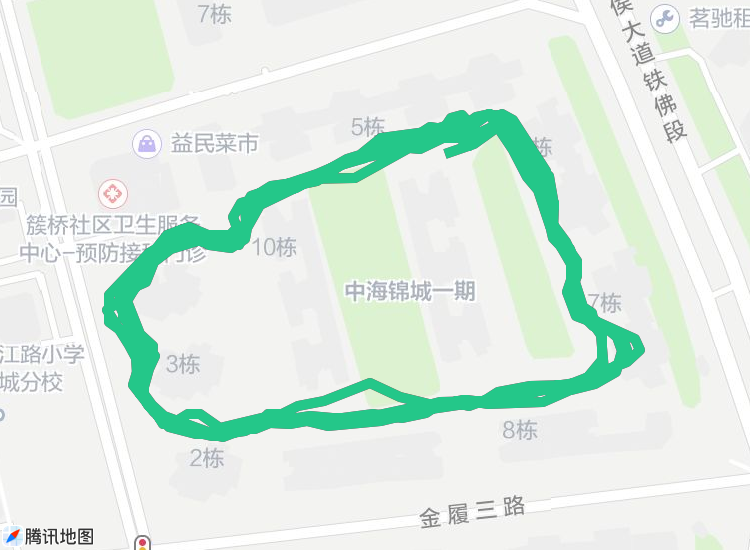 7栋
茗驰租
侯大道铁佛段
5栋
栋
益民菜市
园
簇桥社区卫生服务
中心-预防接种门诊
10栋
中海锦城一期
7栋
江路小学
城分校
3栋
8栋
2栋
金履三路
腾讯地图